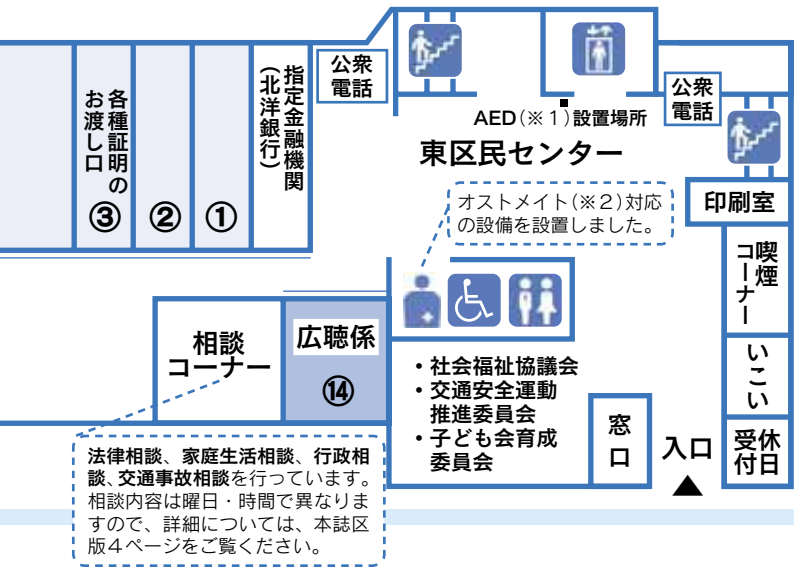 各種証明の
お渡し口
③
②
①
指定金融機関
(北洋銀行)
公衆
電話
AED(※1)設置場所
公衆
電話
東区民センター
オストメイト(※2)対応
の設備を設置しました。
印刷室
喫煙
コーナー
いこい
休日
受付
相談
コーナー
広聴係
⑭
・社会福祉協議会
・交通安全運動
推進委員会
・子ども会育成
委員会
窓口
入口
▲
法律相談、家庭生活相談、行政相
談、交通事故相談を行っています。
相談内容は曜日・時間で異なりま
すので、詳細については、本誌区
版4ページをご覧ください。